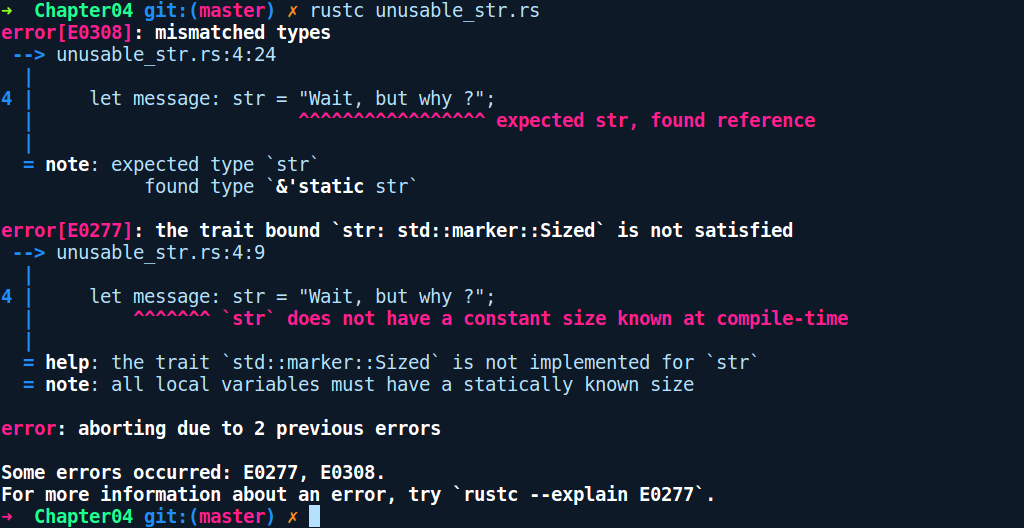 ➜  Chapter04 git:(master) ✗ rustc unusable_str.rs
error[E0308]: mismatched types
 --> unusable_str.rs:4:24
  |
4 |     let message: str = "Wait, but why ?";
  |                        ^^^^^^^^^^^^^^^^^ expected str, found reference
  |
  = note: expected type `str`
             found type `&'static str`

error[E0277]: the trait bound `str: std::marker::Sized` is not satisfied
 --> unusable_str.rs:4:9
  |
4 |     let message: str = "Wait, but why ?";
  |         ^^^^^^^ `str` does not have a constant size known at compile-time
  |
  = help: the trait `std::marker::Sized` is not implemented for `str`
  = note: all local variables must have a statically known size

error: aborting due to 2 previous errors

Some errors occurred: E0277, E0308.
For more information about an error, try `rustc --explain E0277`.
➜  Chapter04 git:(master) ✗